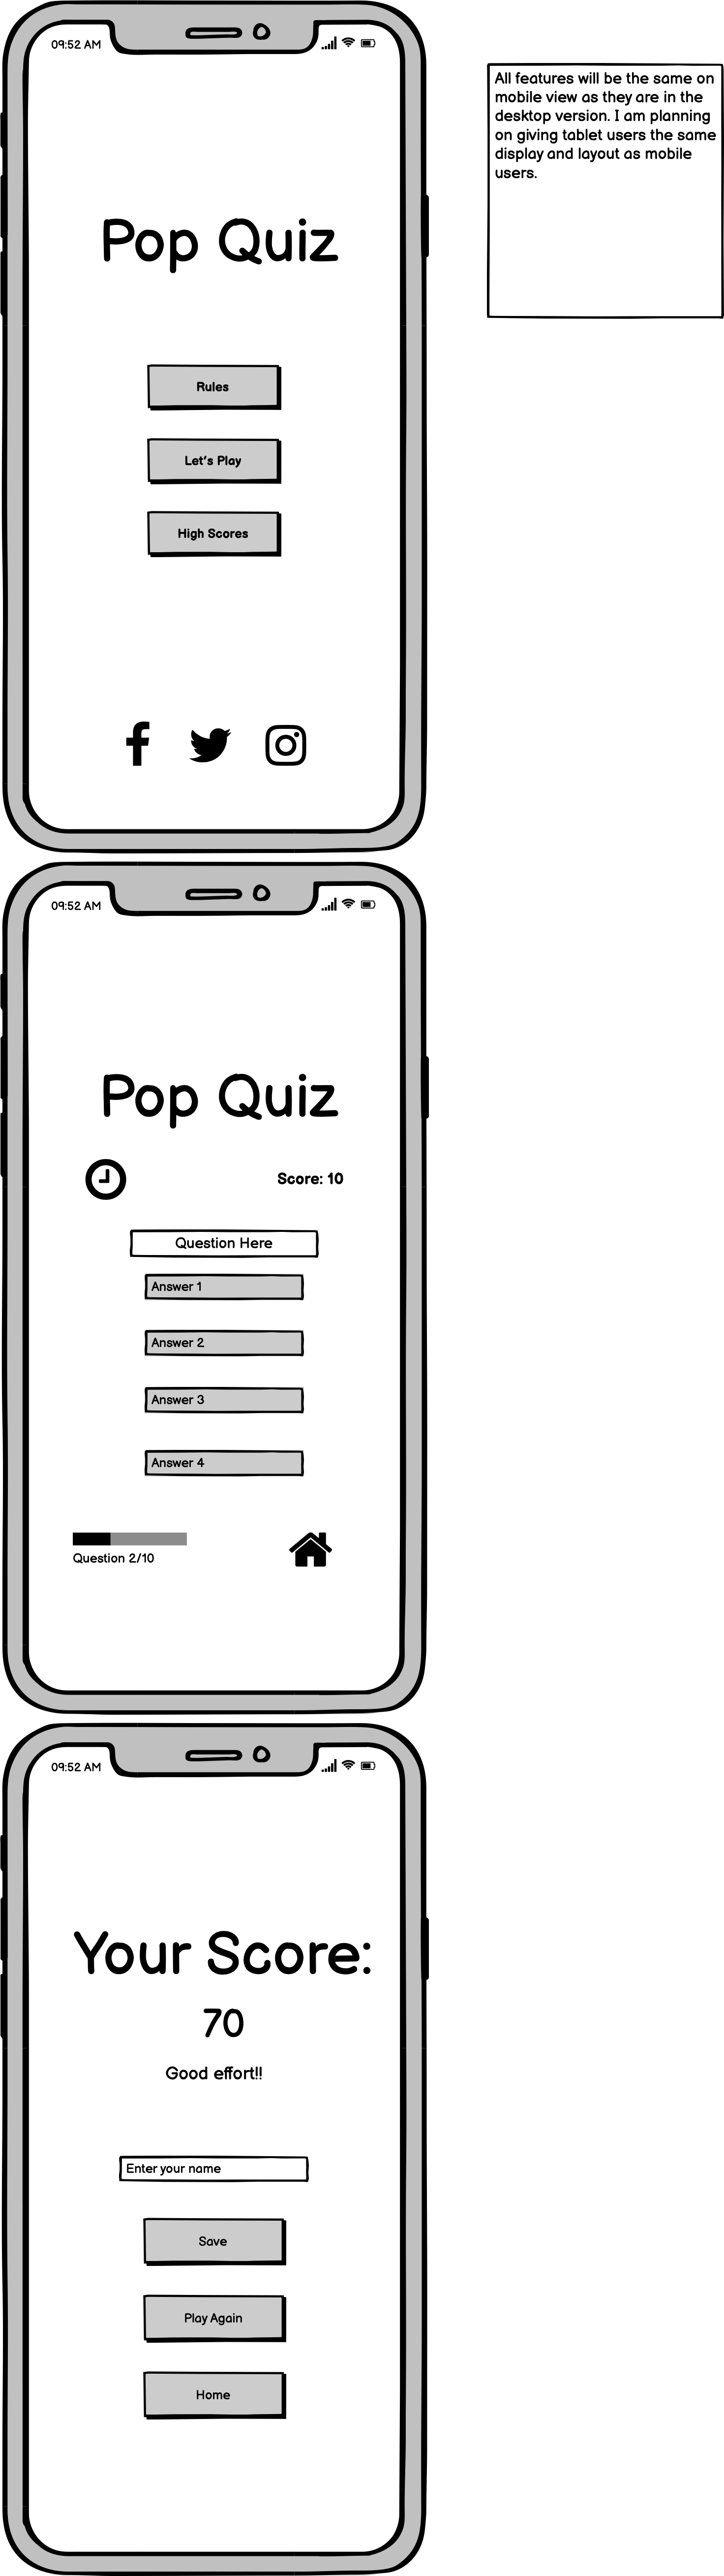 09:52 AM
All features will be the same on
mobile view as they are in the
desktop version. I am planning
on giving tablet users the same
display and layout as mobile
users.
Pop Quiz
Rules
Let's Play
High Scores
09:52 AM
Pop Quiz
Score: 10
Question Here
Answer 1
Answer 2
Answer 3
Answer 4
Question 2/10
09:52 AM
Your Score:
70
Good effort!!
Enter your name
Save
Play Again
Home